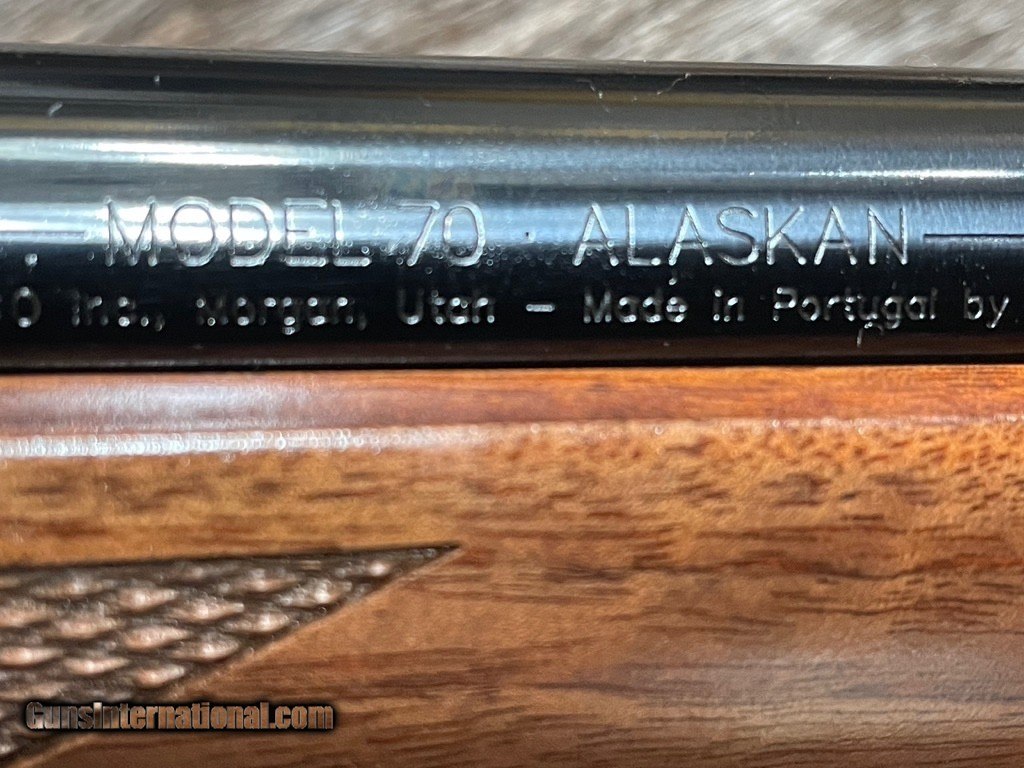 MODEL 70 · ALASKAN
Inc., Morgan, Utah – Made in Portugal by
GunsInternational.com